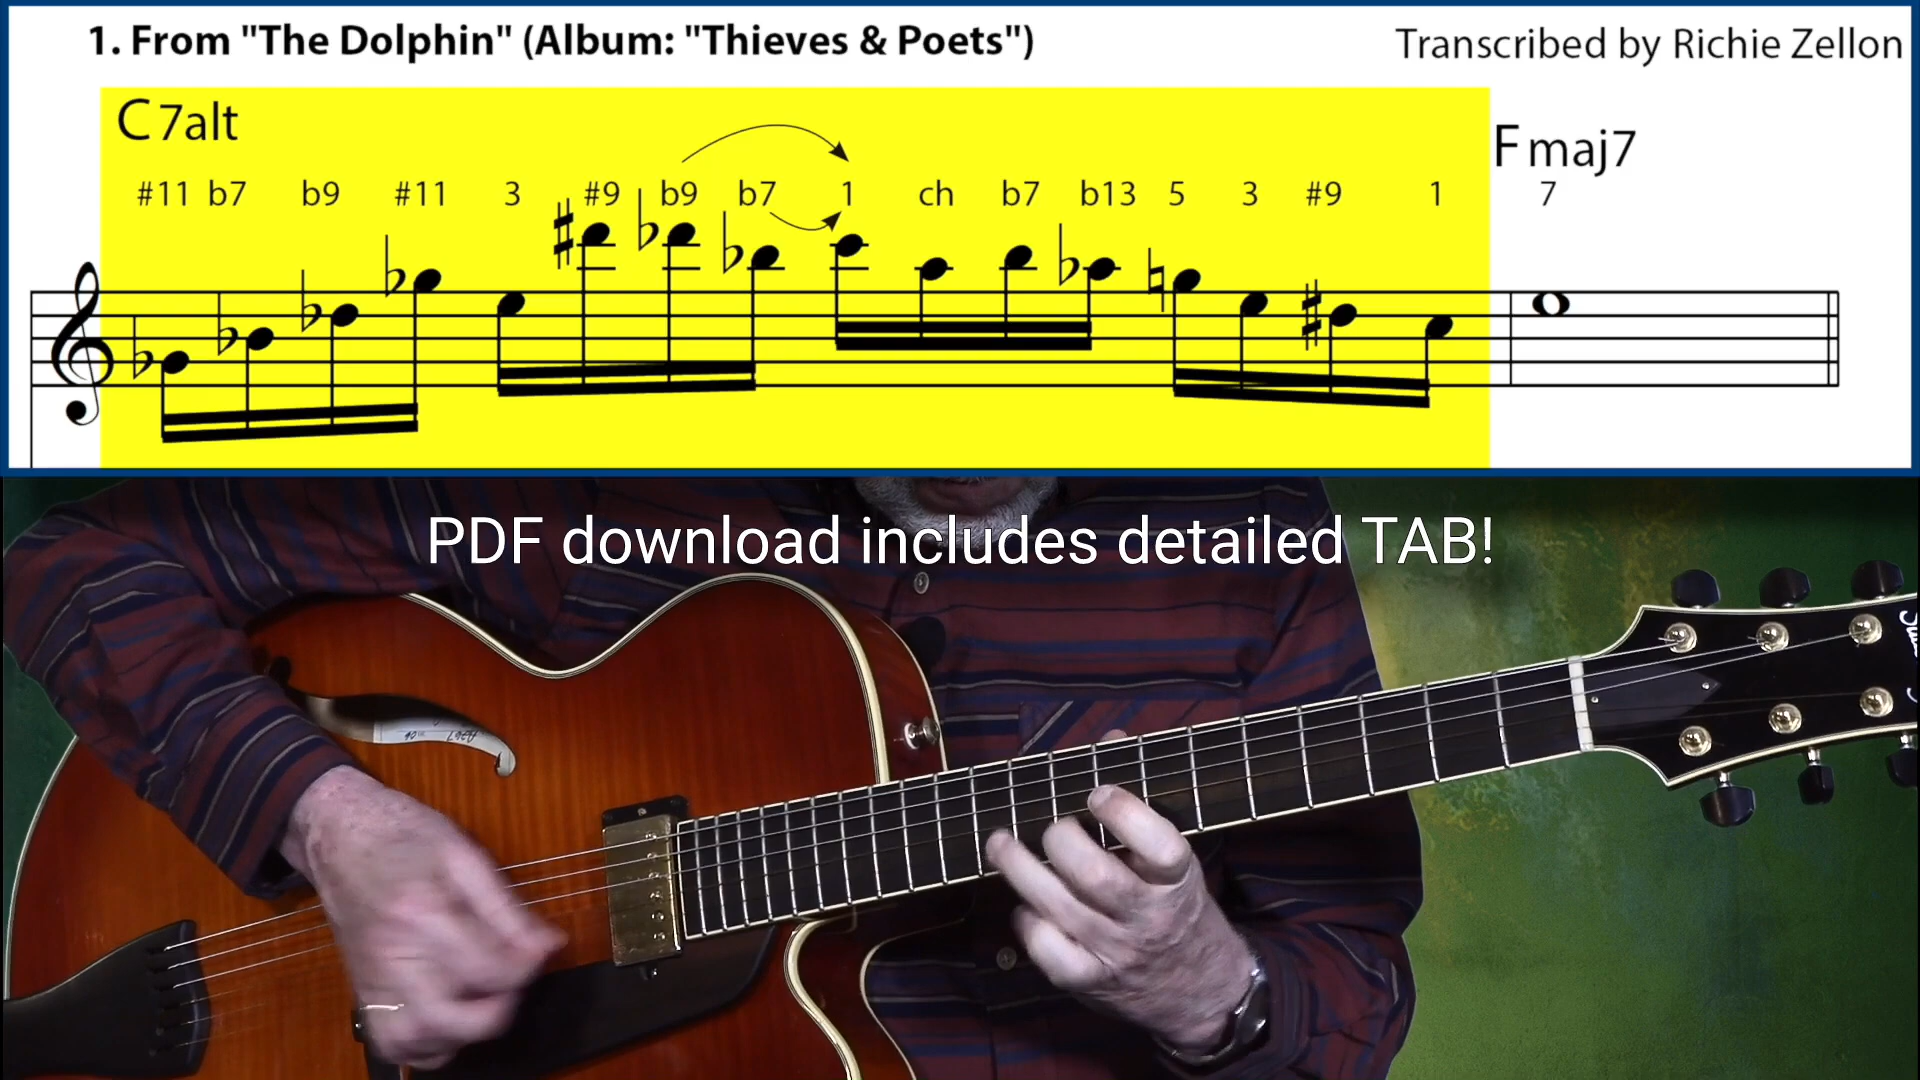 1. From "The Dolphin" (Album: "Thieves & Poets")
Transcribed by Richie Zellon
C7alt
Fmaj7
#11 b7 b9 #11 3 #9 b9 b7 1 ch b7 b13 5 3 #9 1 7
PDF download includes detailed TAB!